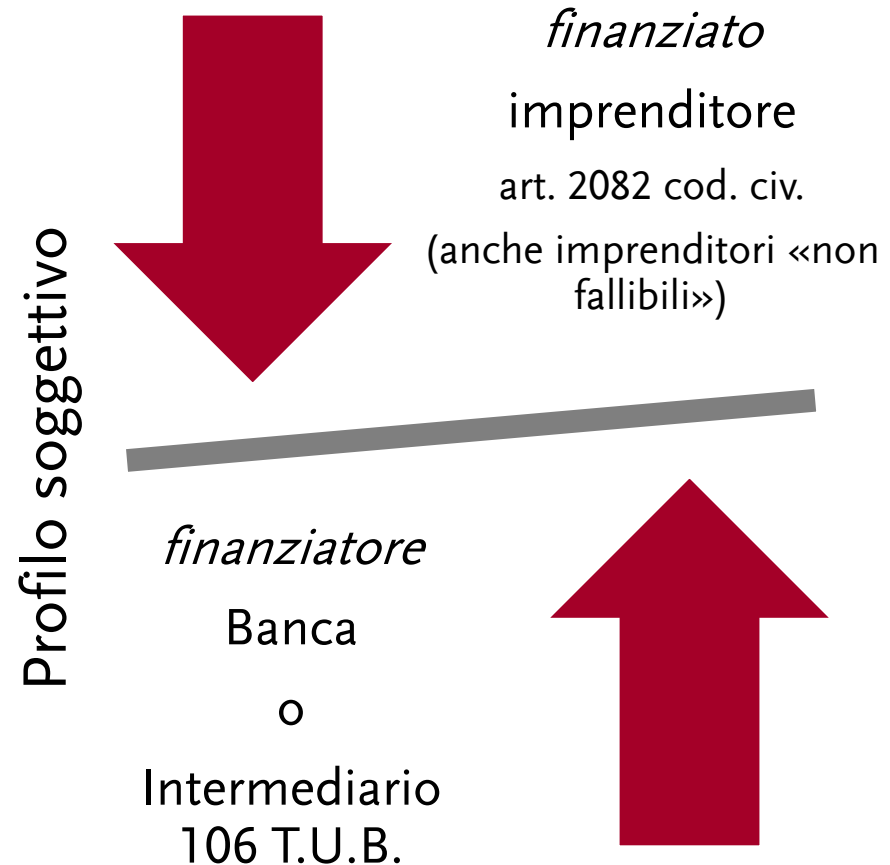 Profilo soggettivo
finanziato
imprenditore
art. 2082 cod. civ.
(anche imprenditori «non
fallibili»)
finanziatore
Banca
o
Intermediario
106 T.U.B.